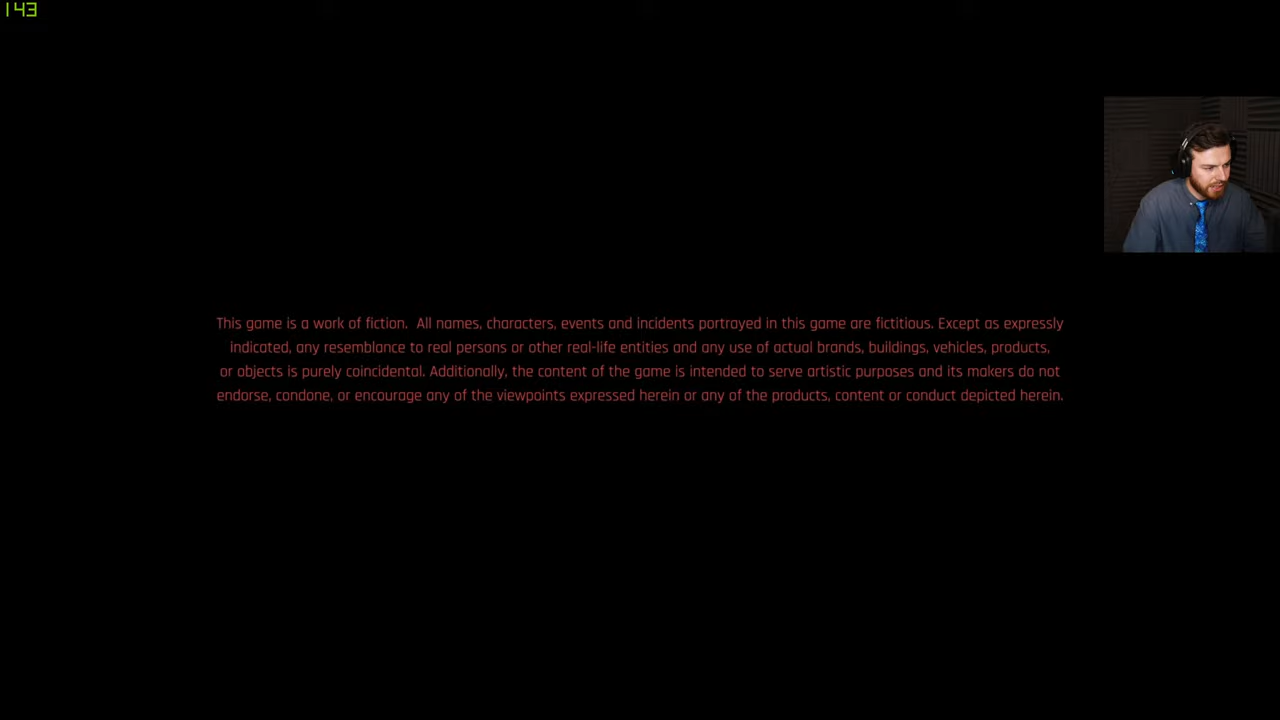 143
This game is a work of fiction.  All names, characters, events and incidents portrayed in this game are fictitious. Except as expressly
indicated, any resemblance to real persons or other real-life entities and any use of actual brands, buildings, vehicles, products,
or objects is purely coincidental. Additionally, the content of the game is intended to serve artistic purposes and its makers do not
endorse, condone, or encourage any of the viewpoints expressed herein or any of the products, content or conduct depicted herein.